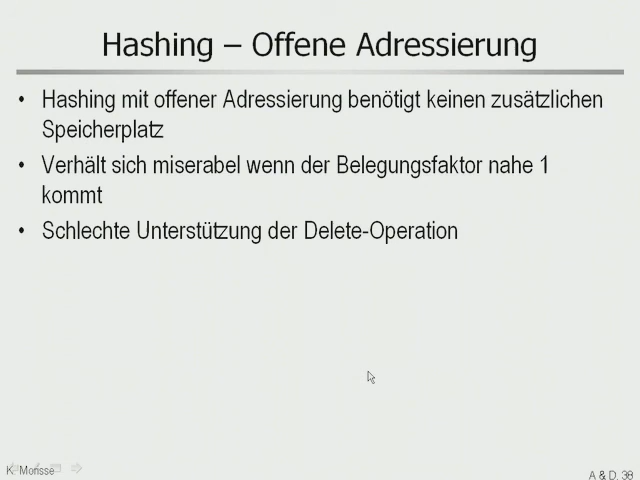 Hashing – Offene Adressierung
• Hashing mit offener Adressierung benötigt keinen zusätzlichen
Speicherplatz
• Verhält sich miserabel wenn der Belegungsfaktor nahe 1
kommt
• Schlechte Unterstützung der Delete-Operation
K. Morisse
A & D. 38